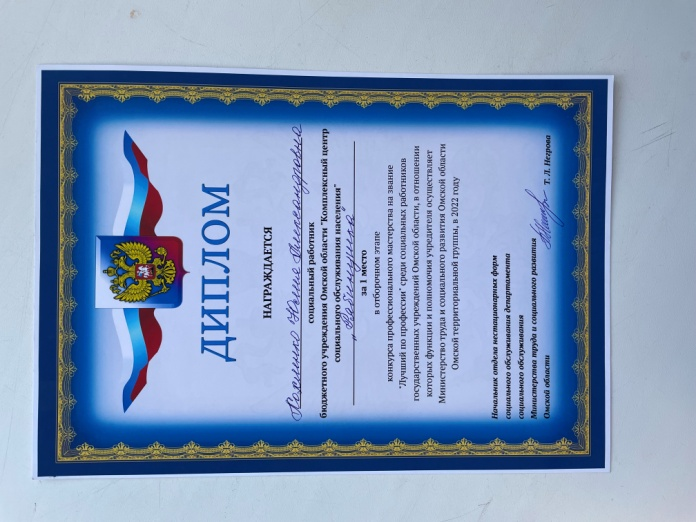 ДИПЛОМ
НАГРАЖДАЕТСЯ
Юлия Александровна
социальный работник
бюджетного учреждения Омской области "Комплексный центр
социального обслуживания населения"
"Рябинушка"
за 1 место
в отборочном этапе
конкурса профессионального мастерства на звание
"Лучший по профессии" среди социальных работников
государственных учреждений Омской области, в отношении
которых функции и полномочия учредителя осуществляет
Министерство труда и социального развития Омской области
Омской территориальной группы, в 2022 году
Начальник отдела нестационарных форм
социального обслуживания департамента
социального обслуживания
Министерства труда и социального развития
Омской области
Т. Л. Негрова